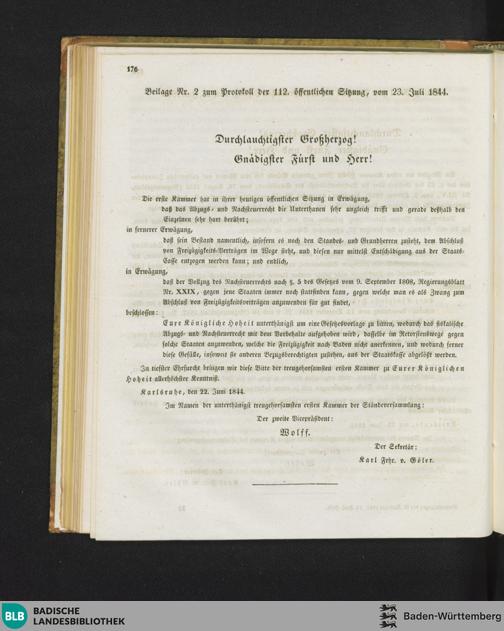 176
Beilage Nr. 2 zum Protokoll der 112. öffentlichen Sitzung, vom 23. Juli 1844.
Durchlauchtigster Großherzog!
Gnädigster Fürst und Herr!
Die erste Kammer hat in ihrer heutigen öffentlichen Sitzung in Erwägung,
daß das Abzugs- und Nachsteuerrecht die Unterthanen sehr ungleich trifft und gerade deßhalb den
Einzelnen sehr hart berührt;
in fernerer Erwägung,
daß sein Bestand namentlich, insofern es noch den Standes- und Grundherren zusteht, dem Abschluß
von Freizügigkeits-Verträgen im Wege steht, und diesen nur mittelst Entschädigung aus der Staats-
Casse entzogen werden kann; und endlich,
in Erwägung,
daß der Vollzug des Nachsteuerrechts nach §. 5 des Gesetzes vom 9. September 1808, Regierungsblatt
Nr. XXIX, gegen jene Staaten immer noch stattfinden kann, gegen welche man es als Zwang zum
Abschluß von Freizügigkeitsverträgen anzuwenden für gut findet,
beschlossen:
Eure Königliche Hoheit unterthänigst um eine Gesetzesvorlage zu bitten, wodurch das fiskalische
Abzugs- und Nachsteuerrecht mit dem Vorbehalte aufgehoben wird, dasselbe im Retorsionswege gegen
solche Staaten anzuwenden, welche die Freizügigkeit nach Baden nicht anerkennen, und wodurch ferner
diese Gefälle, insoweit sie anderen Bezugsberechtigten zustehen, aus der Staatskasse abgelöst werden.
In tiefster Ehrfurcht bringen wir diese Bitte der treugehorsamsten ersten Kammer zu Eurer Königlichen
Hoheit allerhöchster Kenntniß.
Karlsruhe, den 22. Juni 1844.
Im Namen der unterthänigst treugehorsamsten ersten Kammer der Ständeversammlung:
Der zweite Vicepräsident:
Wolff.
Der Sekretär:
Karl Frhr. v. Göler.
BLB
BADISCHE
LANDESBIBLIOTHEK
Baden-Württemberg